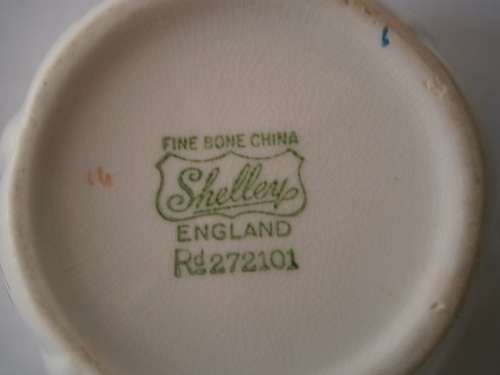 FINE BONE CHINA
Shelley
ENGLAND
Rd 272101